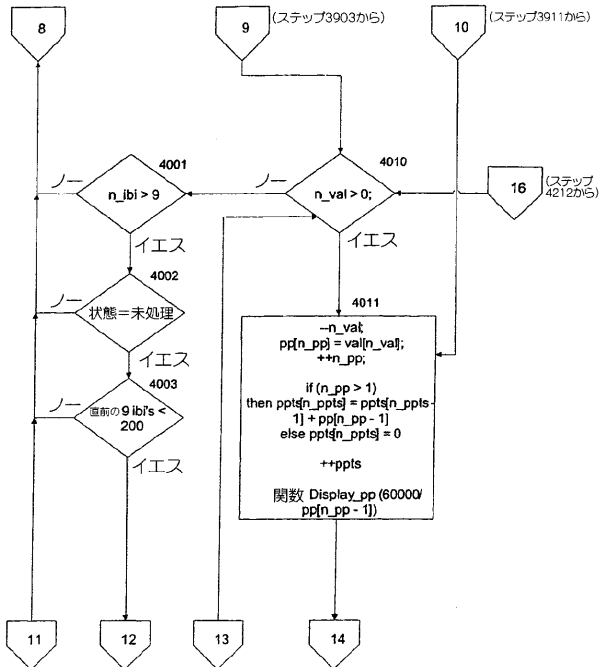 8
9
(ステップ3903から)
10
(ステップ3911から)
4001
ノー
n_ibi > 9
イエス
4010
ノー
n_val > 0;
イエス
16
(ステップ
4212から)
4002
ノー
状態=未処理
イエス
4003
ノー
直前の9 ibi's <
200
イエス
4011
--n_val;
pp[n_pp] = val[n_val];
++n_pp;
if (n_pp > 1)
then ppts[n_ppts] = ppts[n_ppts -
1] + pp[n_pp - 1]
else ppts[n_ppts] = 0
++ppts
関数 Display_pp (60000/
pp[n_pp - 1])
11
12
13
14